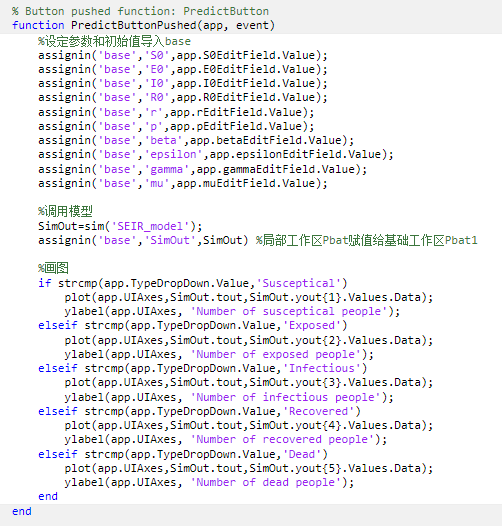 % Button pushed function: PredictButton
function PredictButtonPushed(app, event)
%设定参数和初始值导入base
assignin('base','S0',app.S0EditField.Value);
assignin('base','E0',app.E0EditField.Value);
assignin('base','I0',app.I0EditField.Value);
assignin('base','R0',app.R0EditField.Value);
assignin('base','r',app.rEditField.Value);
assignin('base','p',app.pEditField.Value);
assignin('base','beta',app.betaEditField.Value);
assignin('base','epsilon',app.epsilonEditField.Value);
assignin('base','gamma',app.gammaEditField.Value);
assignin('base','mu',app.muEditField.Value);
%调用模型
SimOut=sim('SEIR_model');
assignin('base','SimOut',SimOut) %局部工作区Pbat赋值给基础工作区Pbat1
%画图
if strcmp(app.TypeDropDown.Value,'Susceptical')
plot(app.UIAxes,SimOut.tout,SimOut.yout{1}.Values.Data);
ylabel(app.UIAxes, 'Number of susceptical people');
elseif strcmp(app.TypeDropDown.Value,'Exposed')
plot(app.UIAxes,SimOut.tout,SimOut.yout{2}.Values.Data);
ylabel(app.UIAxes, 'Number of exposed people');
elseif strcmp(app.TypeDropDown.Value,'Infectious')
plot(app.UIAxes,SimOut.tout,SimOut.yout{3}.Values.Data);
ylabel(app.UIAxes, 'Number of infectious people');
elseif strcmp(app.TypeDropDown.Value,'Recovered')
plot(app.UIAxes,SimOut.tout,SimOut.yout{4}.Values.Data);
ylabel(app.UIAxes, 'Number of recovered people');
elseif strcmp(app.TypeDropDown.Value,'Dead')
plot(app.UIAxes,SimOut.tout,SimOut.yout{5}.Values.Data);
ylabel(app.UIAxes, 'Number of dead people');
end
end